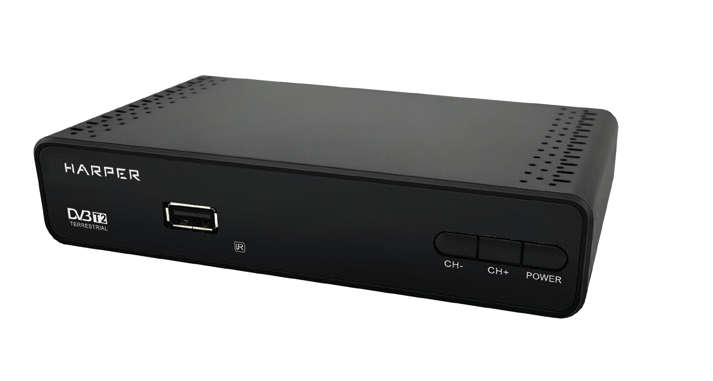 HARPER
DVB T2
TERRESTRIAL
IR
CH-
CH+
POWER